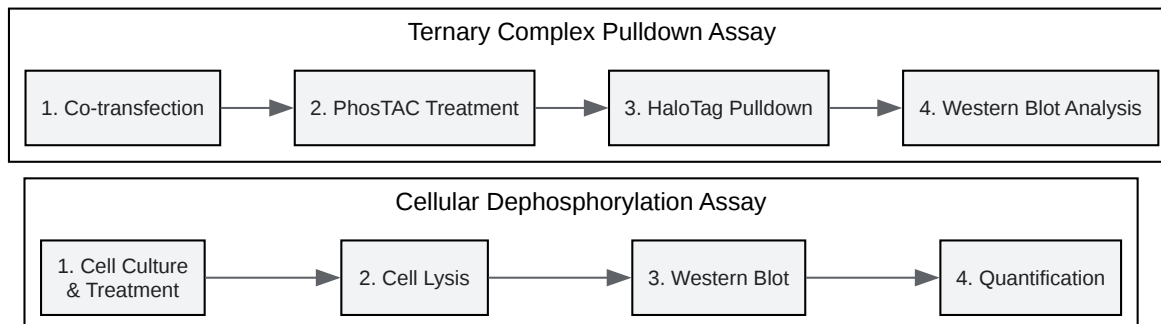 Ternary Complex Pulldown Assay
1. Co-transfection
2. PhosTAC Treatment
3. HaloTag Pulldown
4. Western Blot Analysis
Cellular Dephosphorylation Assay
1. Cell Culture
& Treatment
2. Cell Lysis
3. Western Blot
4. Quantification